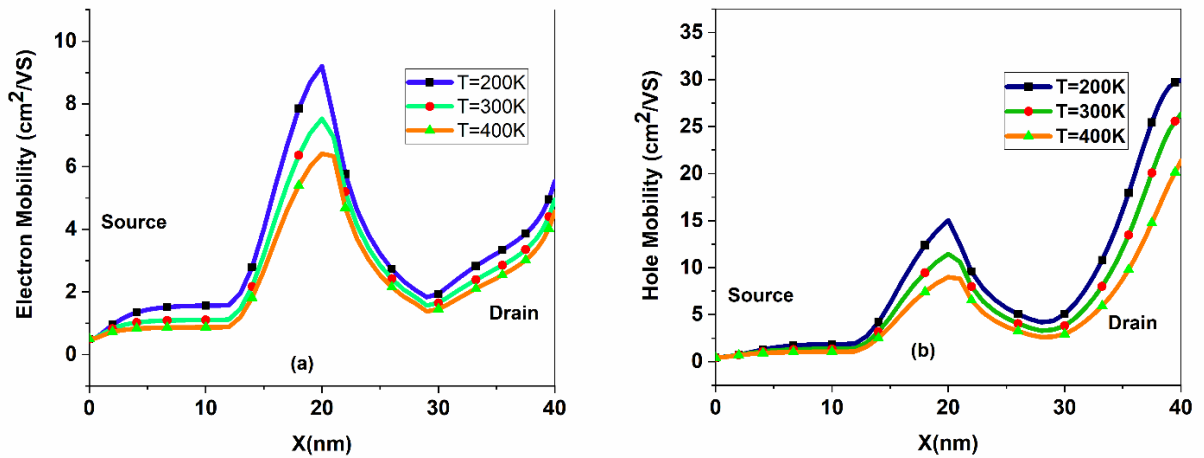 Electron Mobility (cm²/VS)
10
8
6
4
2
0
T=200K
T=300K
T=400K
Source
Drain
(a)
0 10 20 30 40
X(nm)
Hole Mobility (cm²/VS)
35
30
25
20
15
10
5
0
T=200K
T=300K
T=400K
Source
Drain
(b)
0 10 20 30 40
X(nm)